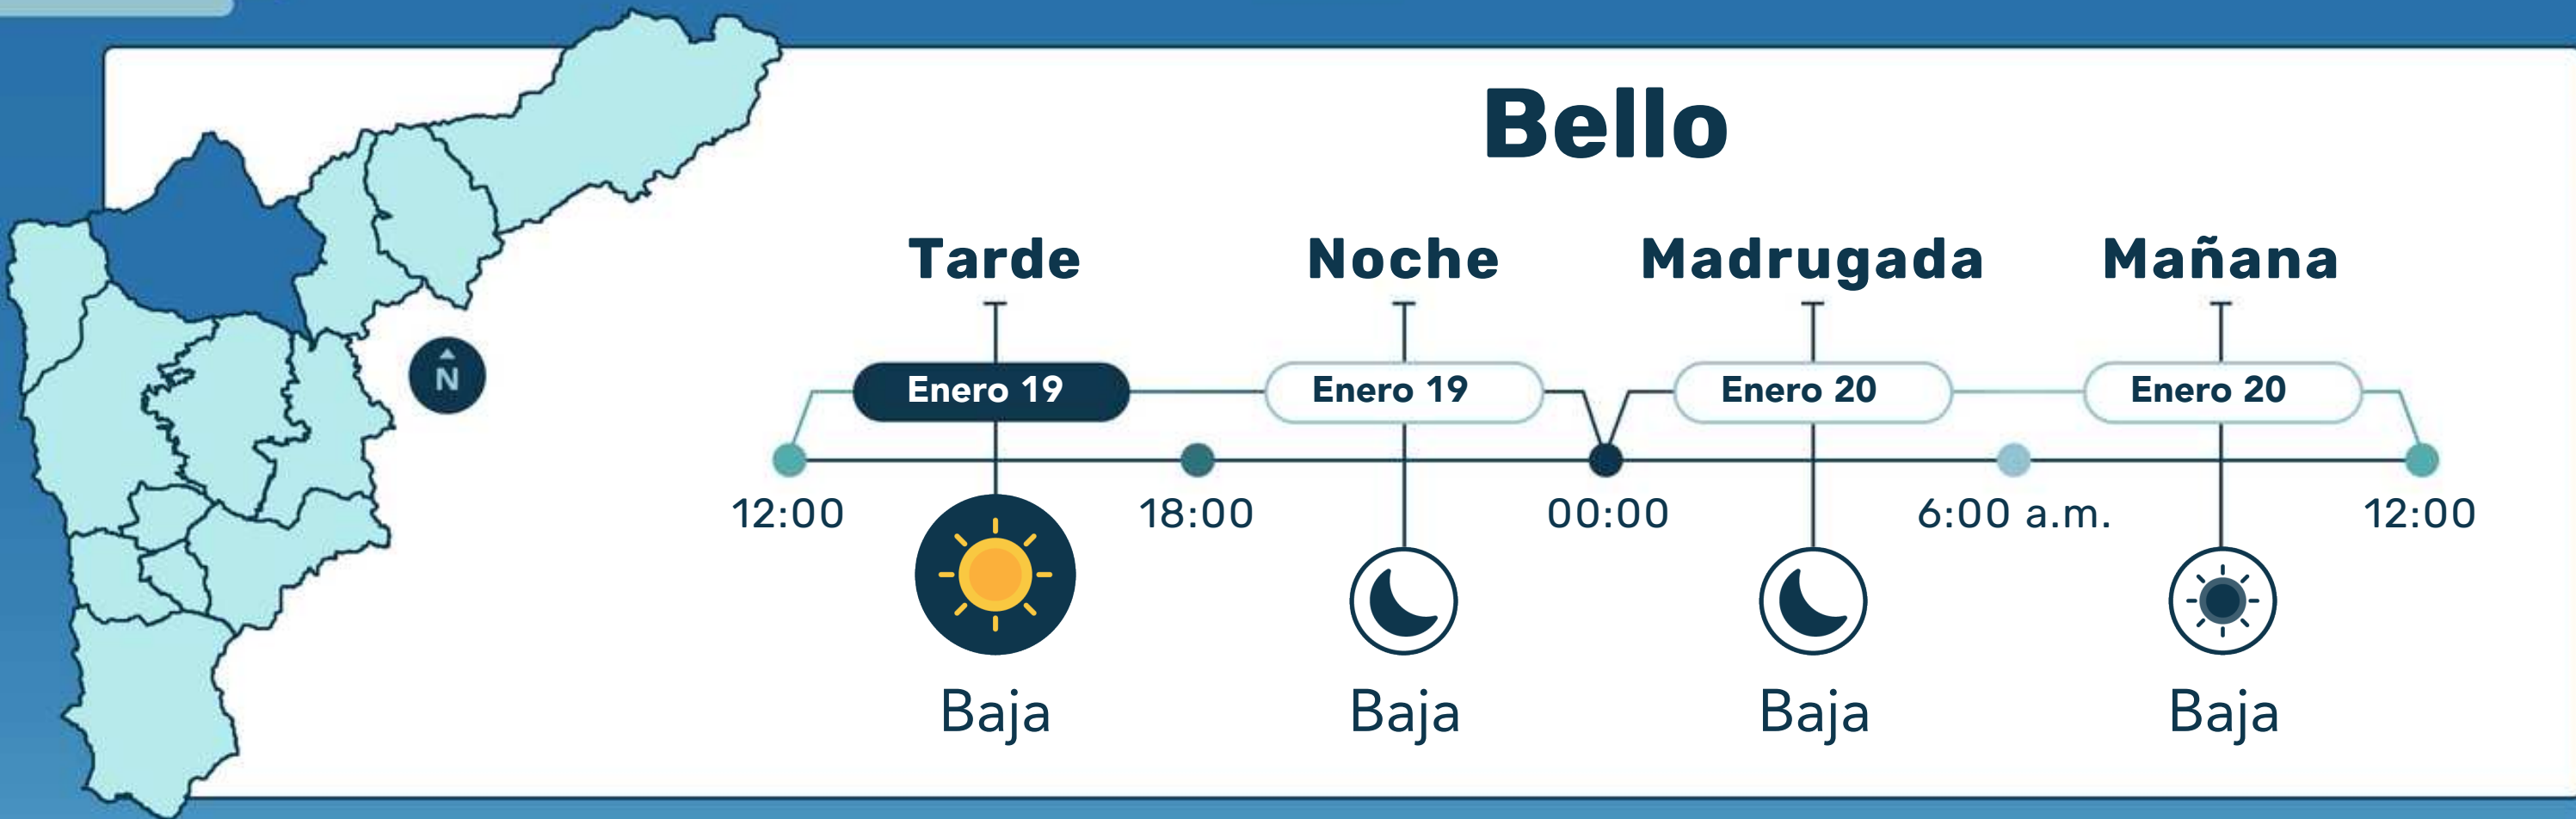 Bello
Tarde Noche Madrugada Mañana
N
Enero 19 Enero 19 Enero 20 Enero 20
12:00 18:00 00:00 6:00 a.m. 12:00
Baja Baja Baja Baja